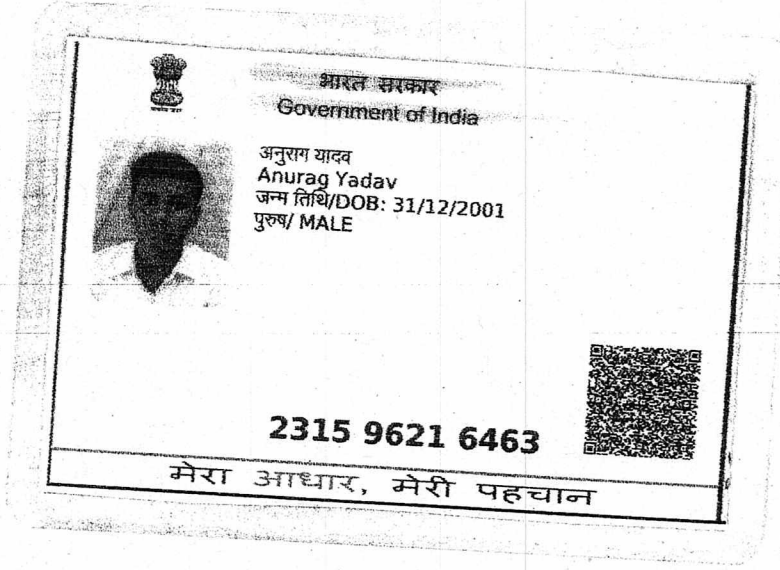 भारत सरकार
Government of India
अनुराग यादव
Anurag Yadav
जन्म तिथि/DOB: 31/12/2001
पुरुष/ MALE
2315 9621 6463
मेरा आधार, मेरी पहचान